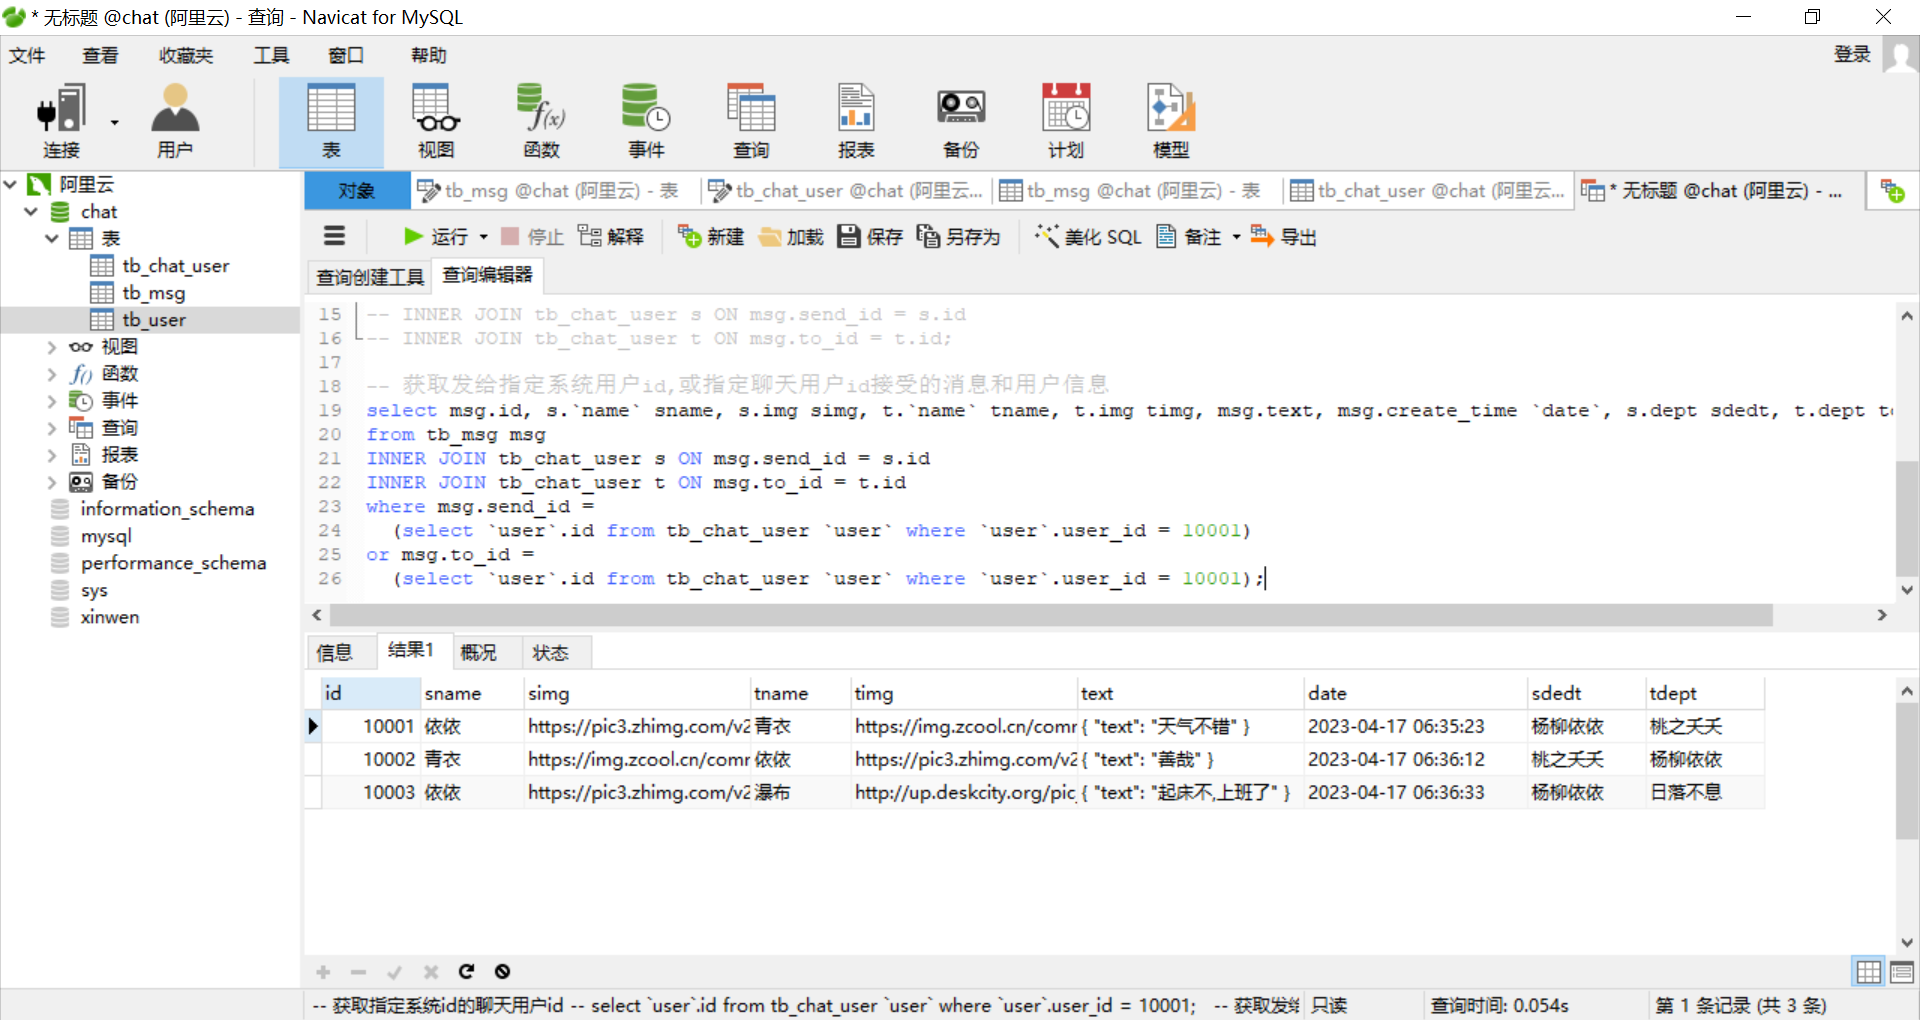 * 无标题 @chat (阿里云) - 查询 - Navicat for MySQL
文件 查看 收藏夹 工具 窗口 帮助 登录
连接 用户 表 视图 函数 事件 查询 报表 备份 计划 模型
阿里云
chat
表
tb_chat_user
tb_msg
tb_user
视图
函数
事件
查询
报表
备份
information_schema
mysql
performance_schema
sys
xinwen
对象 tb_msg @chat (阿里云) - 表 tb_chat_user @chat (阿里云... tb_msg @chat (阿里云) - 表 tb_chat_user @chat (阿里云... * 无标题 @chat (阿里云) - ...
运行 停止 解释 新建 加载 保存 另存为 美化 SQL 备注 导出
查询创建工具 查询编辑器
15 -- INNER JOIN tb_chat_user s ON msg.send_id = s.id
16 -- INNER JOIN tb_chat_user t ON msg.to_id = t.id;
17
18 -- 获取发给指定系统用户id,或指定聊天用户id接受的消息和用户信息
19 select msg.id, s.`name` sname, s.img simg, t.`name` tname, t.img timg, msg.text, msg.create_time `date`, s.dept sdedt, t.dept
20 from tb_msg msg
21 INNER JOIN tb_chat_user s ON msg.send_id = s.id
22 INNER JOIN tb_chat_user t ON msg.to_id = t.id
23 where msg.send_id =
24 (select `user`.id from tb_chat_user `user` where `user`.user_id = 10001)
25 or msg.to_id =
26 (select `user`.id from tb_chat_user `user` where `user`.user_id = 10001);
信息 结果1 概况 状态
id sname simg tname timg text date sdedt tdept
10001 依依 https://pic3.zhimg.com/v2 青衣 https://img.zcool.cn/comm { "text": "天气不错" } 2023-04-17 06:35:23 杨柳依依 桃之夭夭
10002 青衣 https://img.zcool.cn/comm 依依 https://pic3.zhimg.com/v2 { "text": "善哉" } 2023-04-17 06:36:12 桃之夭夭 杨柳依依
10003 依依 https://pic3.zhimg.com/v2 瀑布 http://up.deskcity.org/pic_ { "text": "起床不,上班了" } 2023-04-17 06:36:33 杨柳依依 日落不息
-- 获取指定系统id的聊天用户id -- select `user`.id from tb_chat_user `user` where `user`.user_id = 10001; -- 获取发给 只读 查询时间: 0.054s 第 1 条记录 (共 3 条)